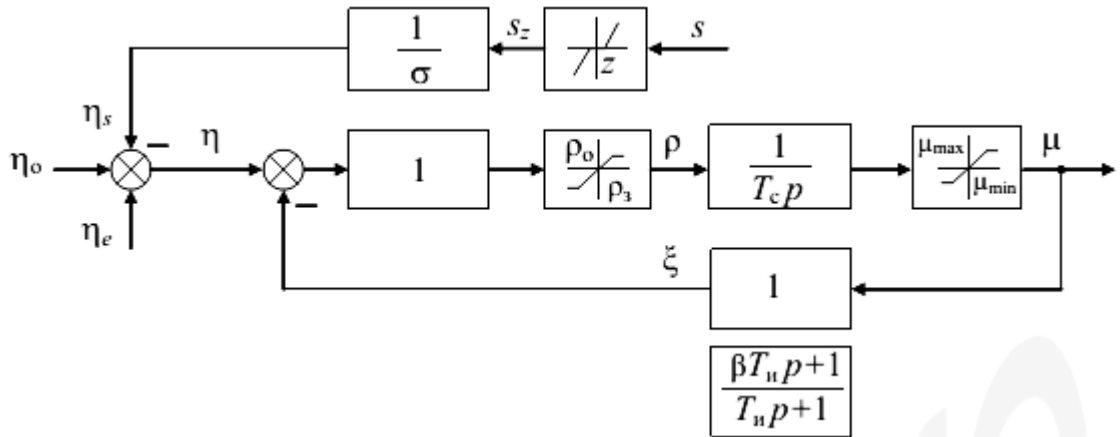 1
σ
s_z
z
s
η_s
η_o
η_e
η
1
ρ_o
ρ_з
ρ
1
T_c p
μ_max
μ_min
μ
ξ
1
βT_и p+1
T_и p+1